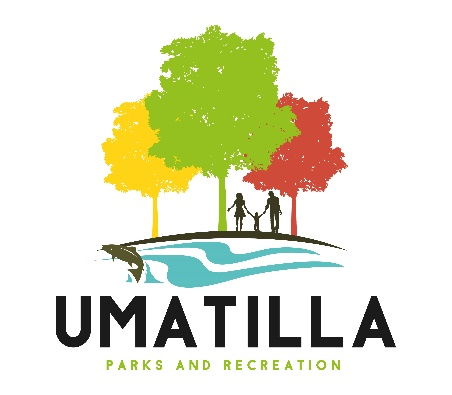 UMATILLA
PARKS AND RECREATION